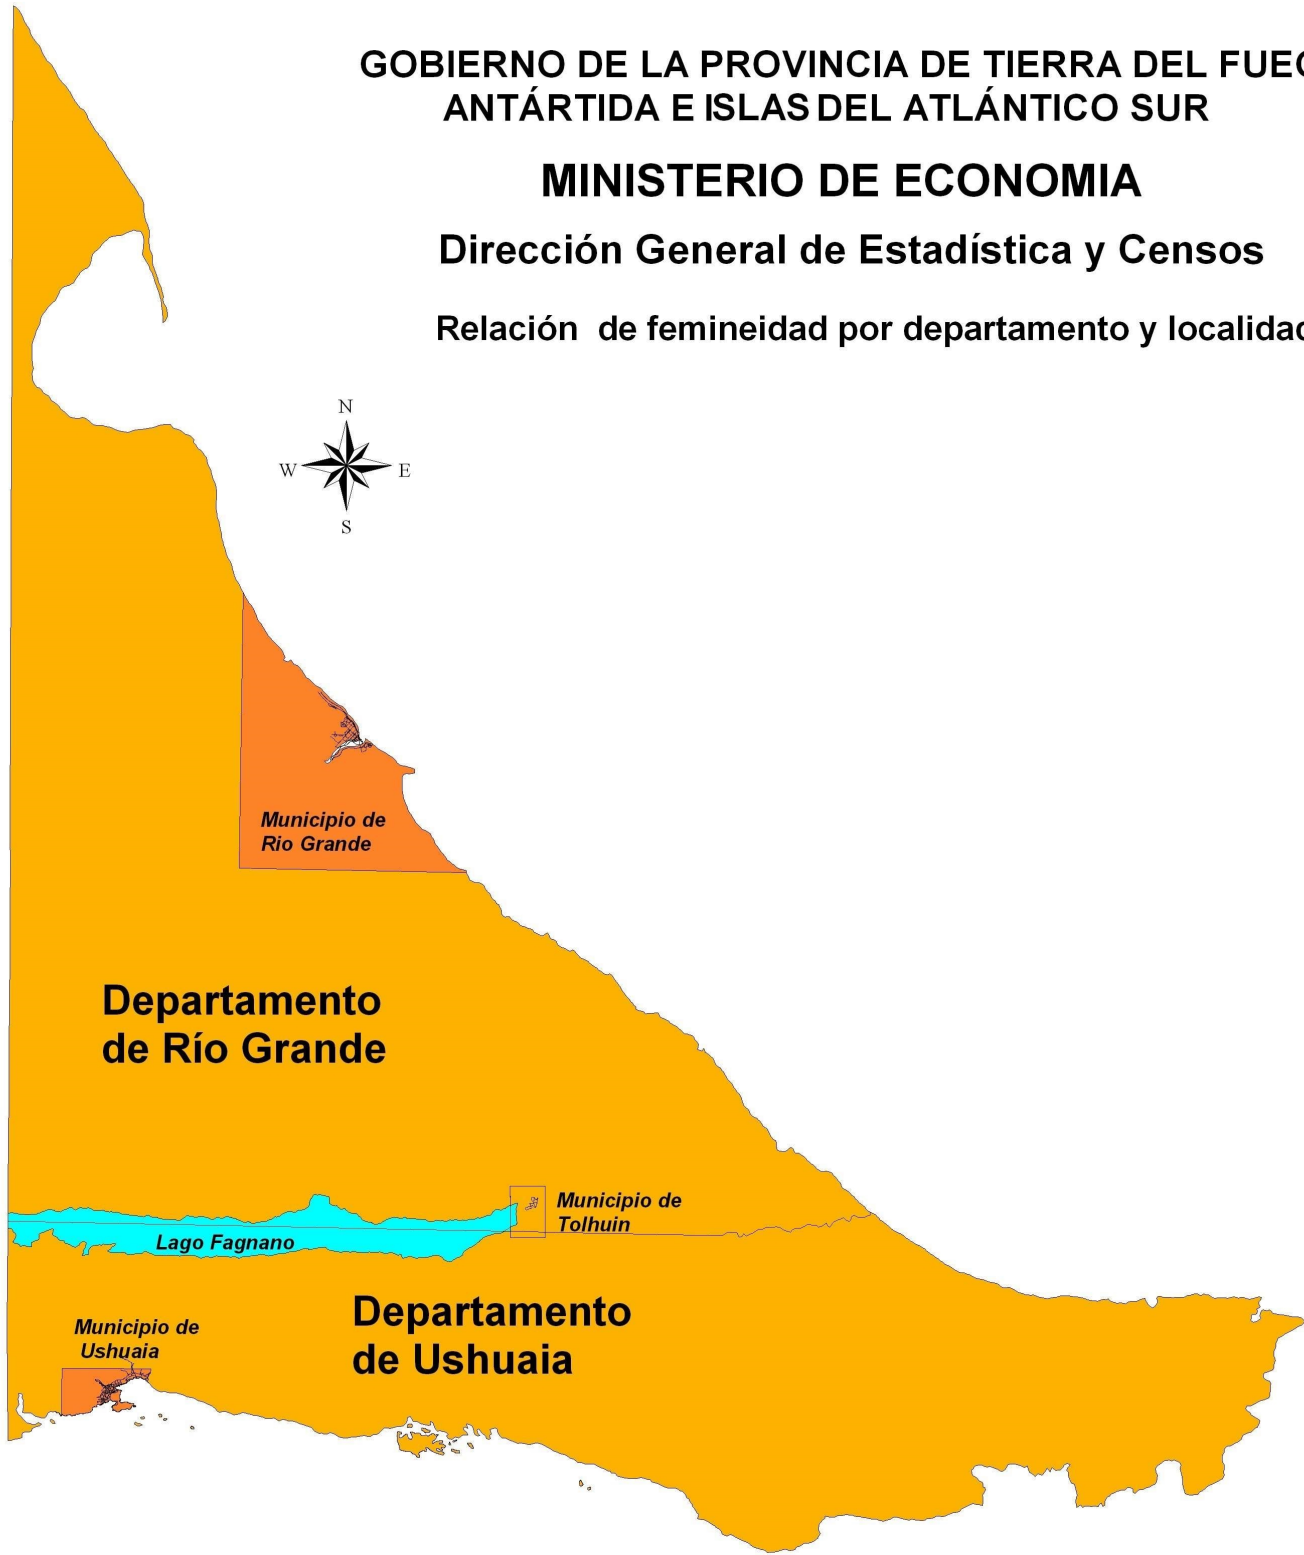 GOBIERNO DE LA PROVINCIA DE TIERRA DEL FUEG
ANTÁRTIDA E ISLAS DEL ATLÁNTICO SUR
MINISTERIO DE ECONOMIA
Dirección General de Estadística y Censos
Relación de femineidad por departamento y localidad
N
W
E
S
Municipio de
Rio Grande
Departamento
de Río Grande
Municipio de
Tolhuin
Lago Fagnano
Departamento
de Ushuaia
Municipio de
Ushuaia